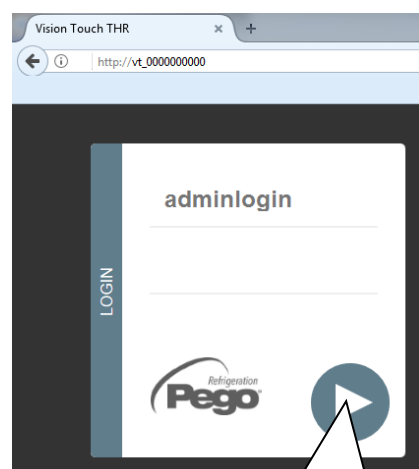 Vision Touch THR × +
http://vt_0000000000
adminlogin
LOGIN
Refrigeration
Pego